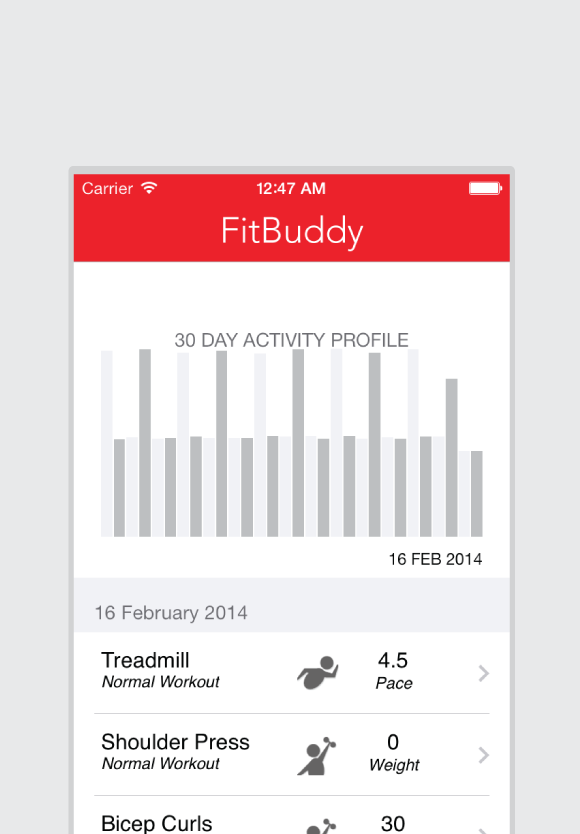 Carrier 12:47 AM
FitBuddy
30 DAY ACTIVITY PROFILE
16 FEB 2014
16 February 2014
Treadmill 4.5
Normal Workout Pace
Shoulder Press 0
Normal Workout Weight
Bicep Curls 30